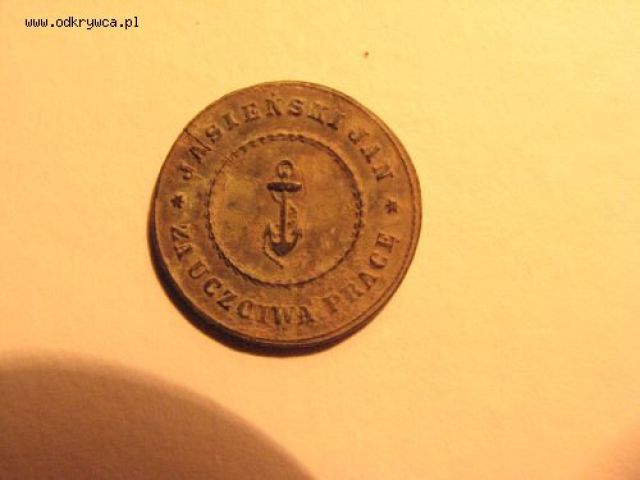 www.odkrywca.pl
JASIEŃSKI JAN
* ZA UCZCIWĄ PRACĘ *